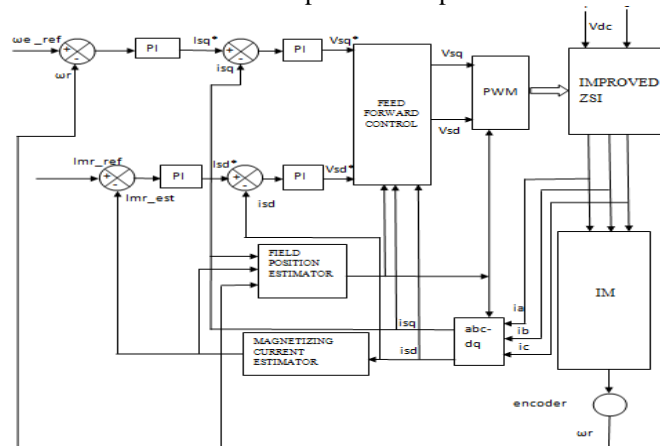 ωe_ref
PI
Isq*
PI
Vsq*
ωr
isq
Vsq
FEED
FORWARD
CONTROL
PWM
Vsd
Vdc
IMPROVED
ZSI
Imr_ref
PI
Isd*
PI
Vsd*
Imr_est
isd
FIELD
POSITION
ESTIMATOR
isq
abc-
dq
ia
ib
ic
IM
MAGNETIZING
CURRENT
ESTIMATOR
isd
encoder
ωr